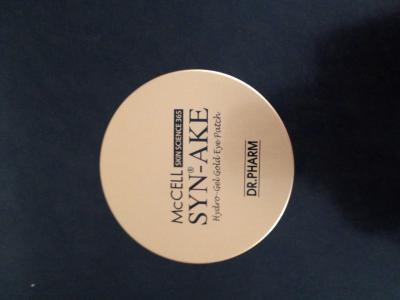 McCELL SKIN SCIENCE 365
SYN®-AKE
Hydro-Gel Gold Eye Patch
DR.PHARM